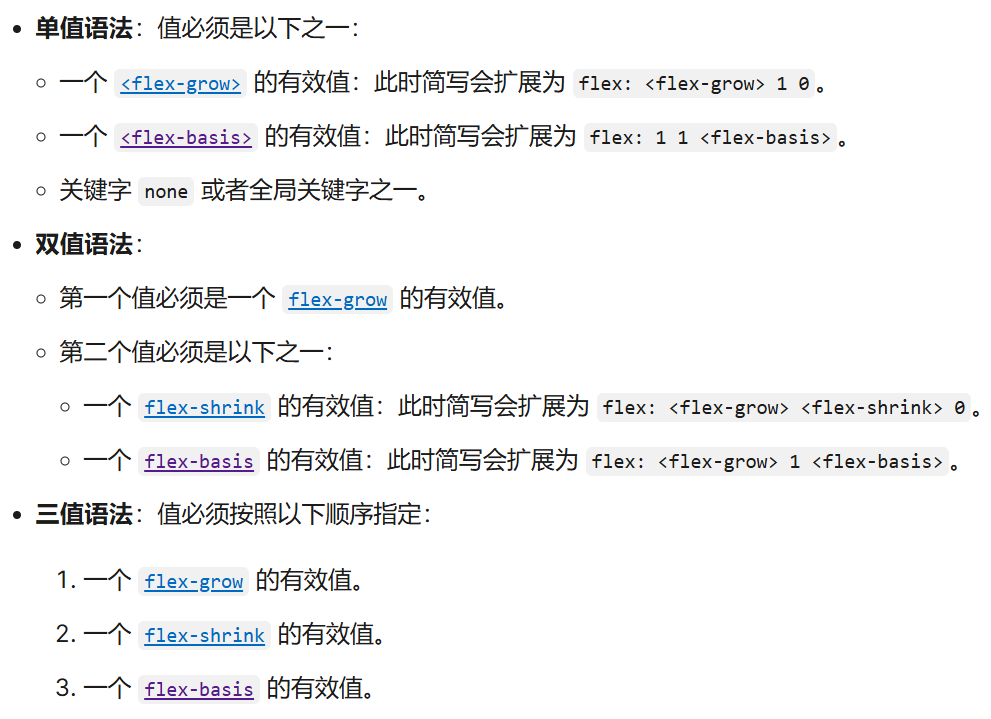 单值语法：值必须是以下之一：
一个 <flex-grow> 的有效值：此时简写会扩展为 flex: <flex-grow> 1 0。
一个 <flex-basis> 的有效值：此时简写会扩展为 flex: 1 1 <flex-basis>。
关键字 none 或者全局关键字之一。
双值语法：
第一个值必须是一个 flex-grow 的有效值。
第二个值必须是以下之一：
一个 flex-shrink 的有效值：此时简写会扩展为 flex: <flex-grow> <flex-shrink> 0。
一个 flex-basis 的有效值：此时简写会扩展为 flex: <flex-grow> 1 <flex-basis>。
三值语法：值必须按照以下顺序指定：
1. 一个 flex-grow 的有效值。
2. 一个 flex-shrink 的有效值。
3. 一个 flex-basis 的有效值。